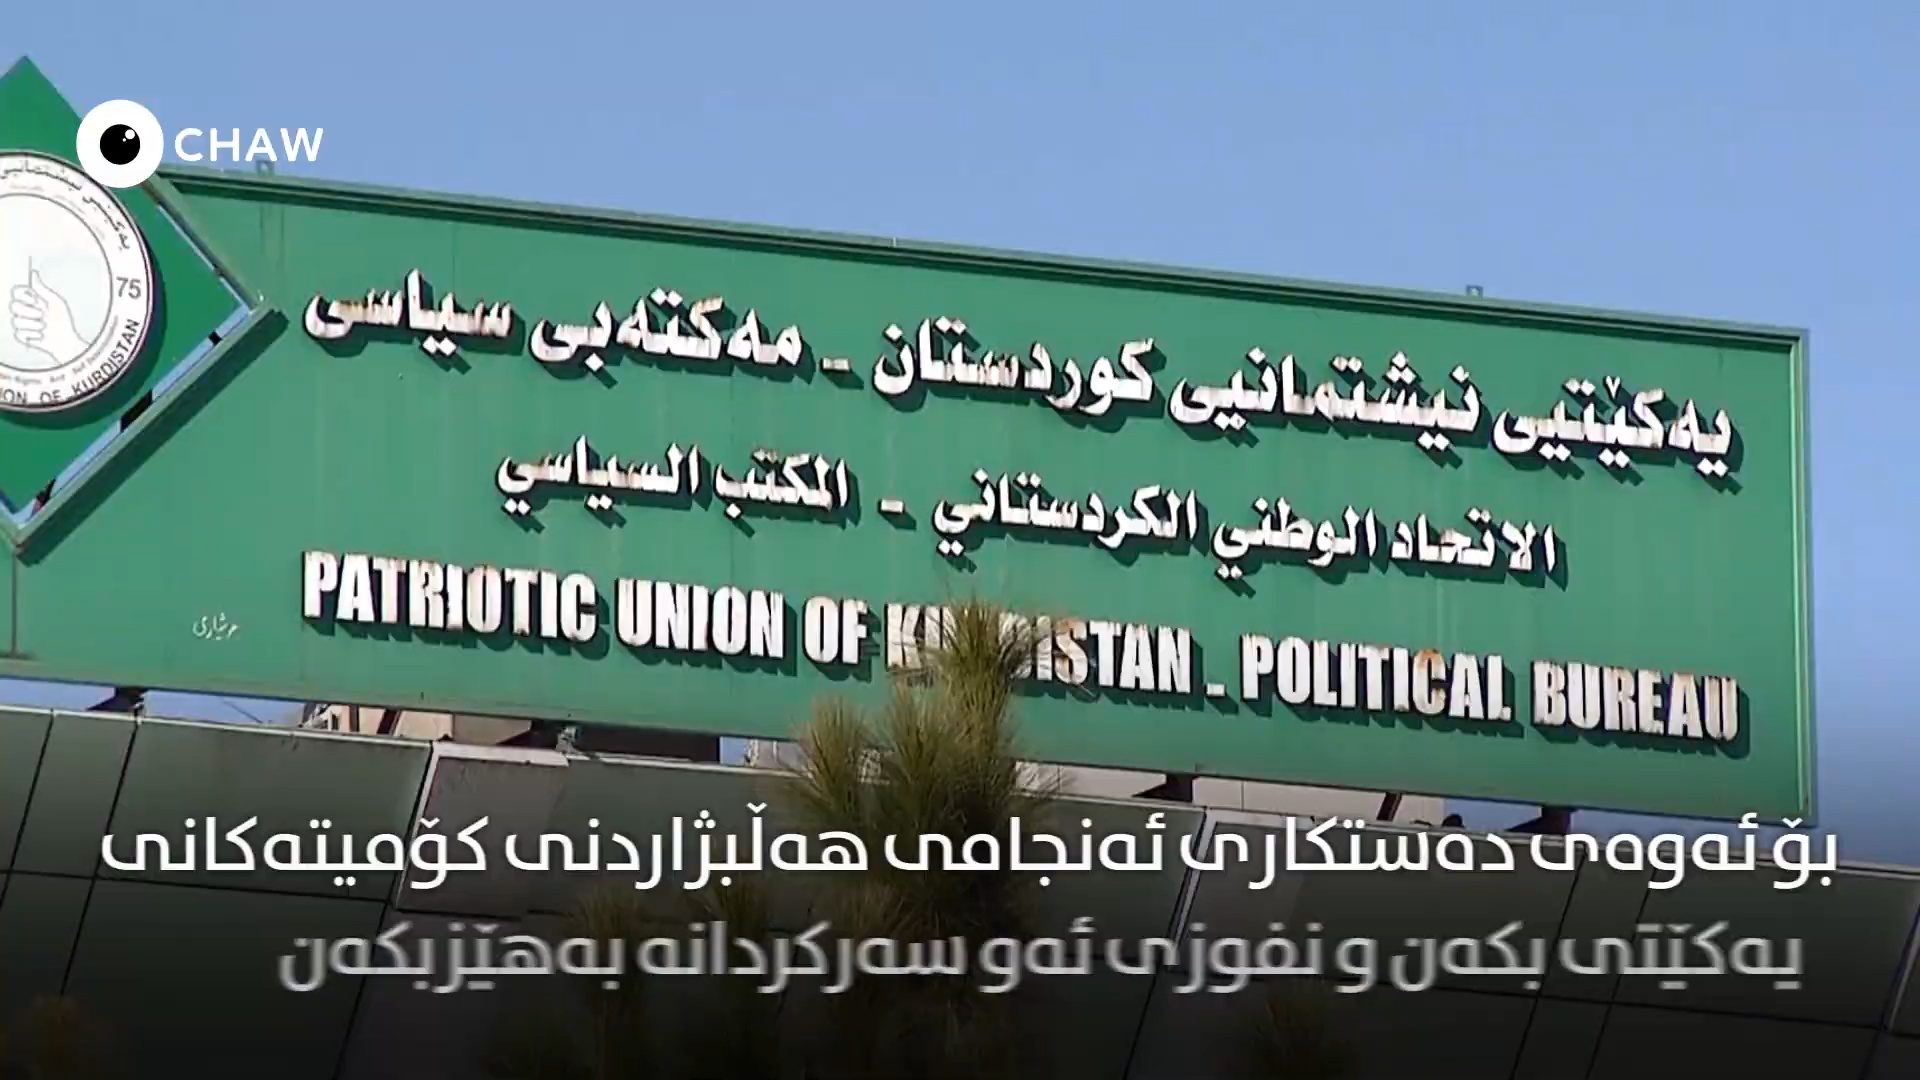 CHAW
75
یەکێتیی نیشتمانیی کوردستان - مەکتەبی سیاسی
الاتحاد الوطني الكردستاني - المكتب السياسي
PATRIOTIC UNION OF KURDISTAN - POLITICAL BUREAU
بۆ ئەوەی دەستکاری ئەنجامی هەڵبژاردنی کۆمیتەکانی
یەکێتی بکەن و نفوزی ئەو سەرکردانە بەهێزبکەن